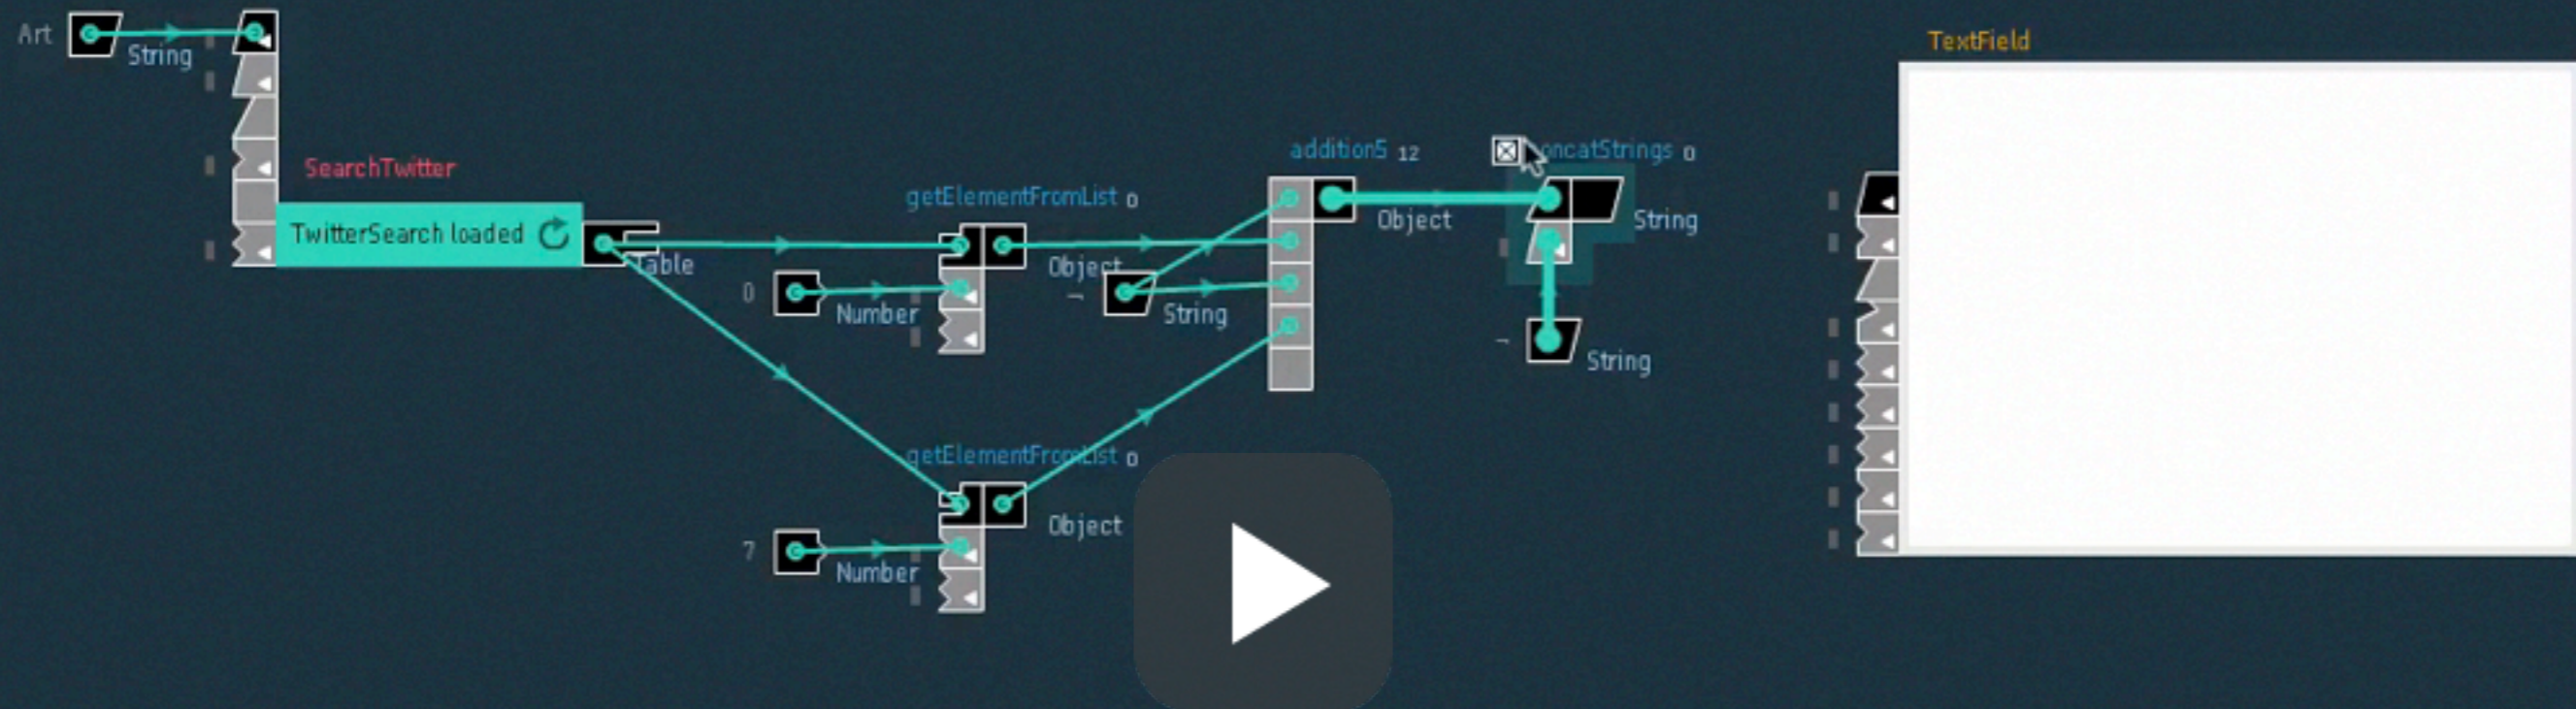 Art
String
SearchTwitter
TwitterSearch loaded
Table
getElementFromList 0
0
Number
Object
¬
String
getElementFromList 0
7
Number
Object
addition5 12
Object
concatStrings 0
String
¬
String
TextField